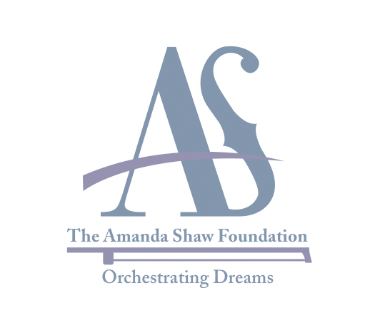 AS
The Amanda Shaw Foundation
Orchestrating Dreams